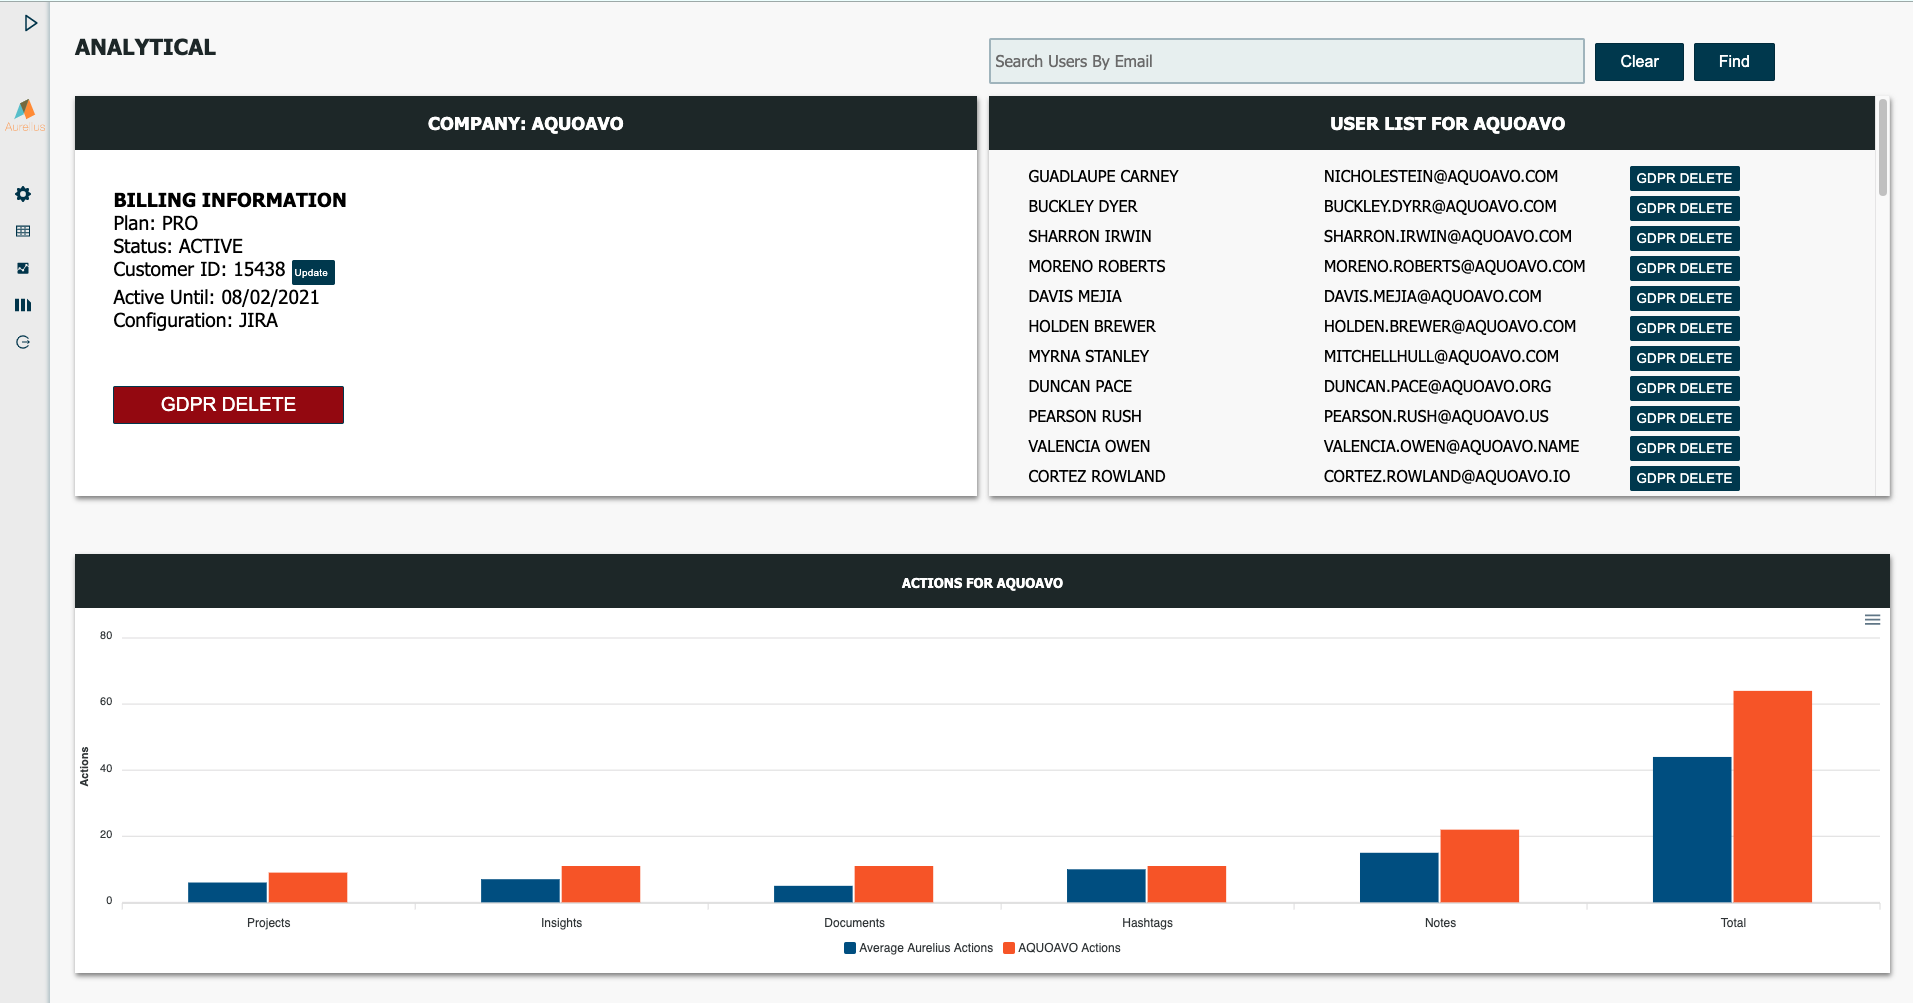 ANALYTICAL
Search Users By Email
Clear
Find
Aurelius
COMPANY: AQUOAVO
BILLING INFORMATION
Plan: PRO
Status: ACTIVE
Customer ID: 15438 Update
Active Until: 08/02/2021
Configuration: JIRA
GDPR DELETE
USER LIST FOR AQUOAVO
GUADLAUPE CARNEY NICHOLESTEIN@AQUOAVO.COM GDPR DELETE
BUCKLEY DYER BUCKLEY.DYRR@AQUOAVO.COM GDPR DELETE
SHARRON IRWIN SHARRON.IRWIN@AQUOAVO.COM GDPR DELETE
MORENO ROBERTS MORENO.ROBERTS@AQUOAVO.COM GDPR DELETE
DAVIS MEJIA DAVIS.MEJIA@AQUOAVO.COM GDPR DELETE
HOLDEN BREWER HOLDEN.BREWER@AQUOAVO.COM GDPR DELETE
MYRNA STANLEY MITCHELLHULL@AQUOAVO.COM GDPR DELETE
DUNCAN PACE DUNCAN.PACE@AQUOAVO.ORG GDPR DELETE
PEARSON RUSH PEARSON.RUSH@AQUOAVO.US GDPR DELETE
VALENCIA OWEN VALENCIA.OWEN@AQUOAVO.NAME GDPR DELETE
CORTEZ ROWLAND CORTEZ.ROWLAND@AQUOAVO.IO GDPR DELETE
ACTIONS FOR AQUOAVO
80
60
40
20
0
Actions
Projects Insights Documents Hashtags Notes Total
Average Aurelius Actions AQUOAVO Actions